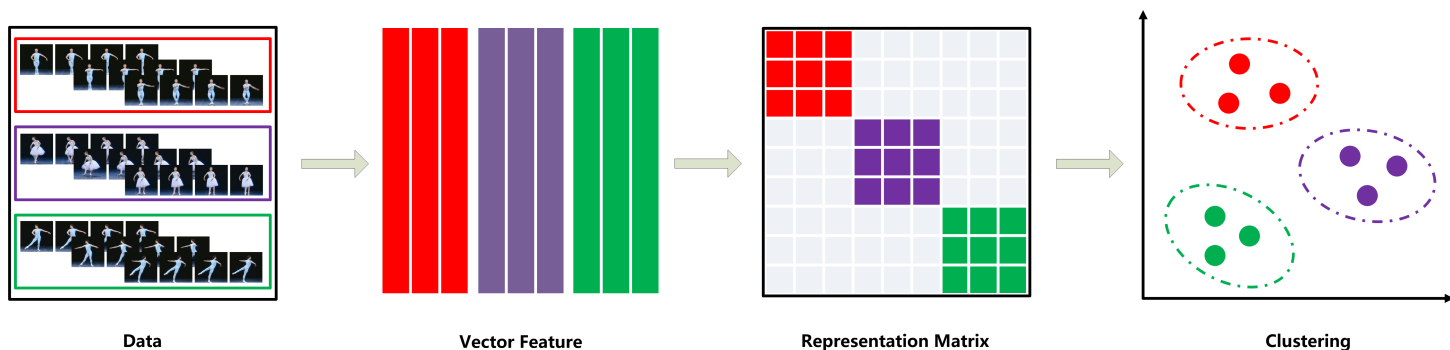 Data
Vector Feature
Representation Matrix
Clustering